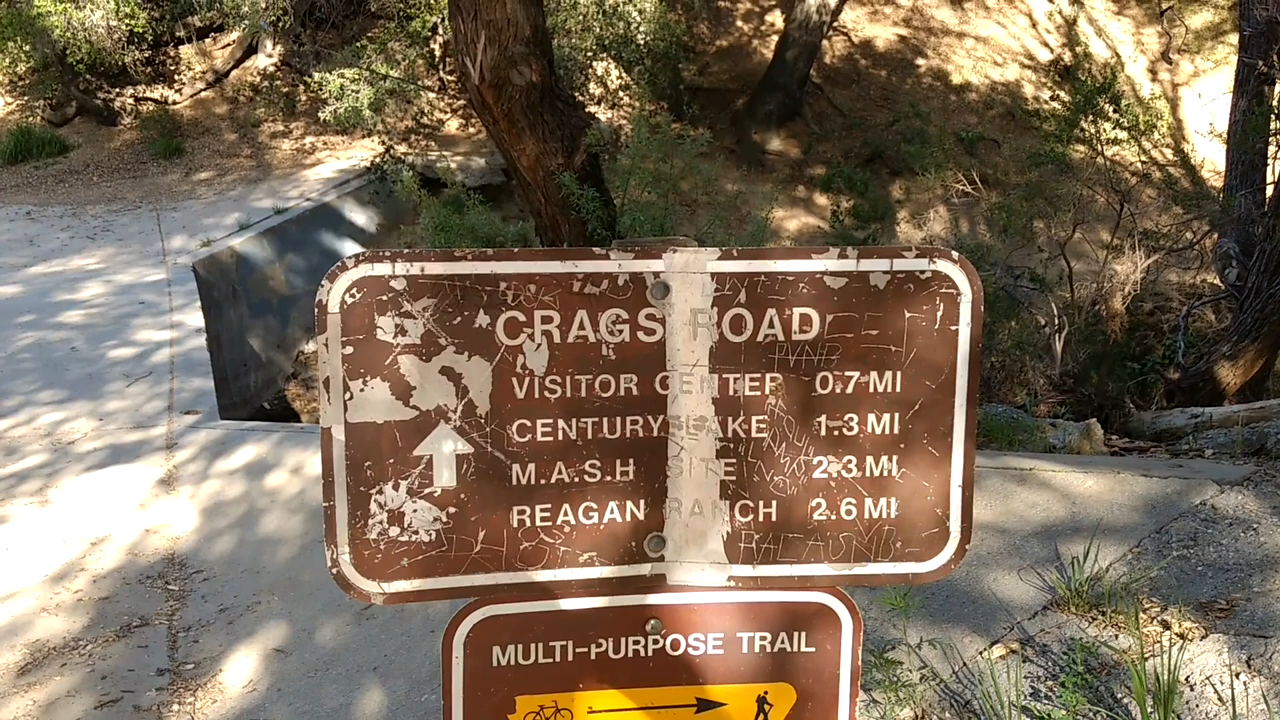 CRAGS ROAD
VISITOR CENTER 0.7 MI
CENTURY LAKE 1.3 MI
M.A.S.H SITE 2.3 MI
REAGAN RANCH 2.6 MI
MULTI-PURPOSE TRAIL